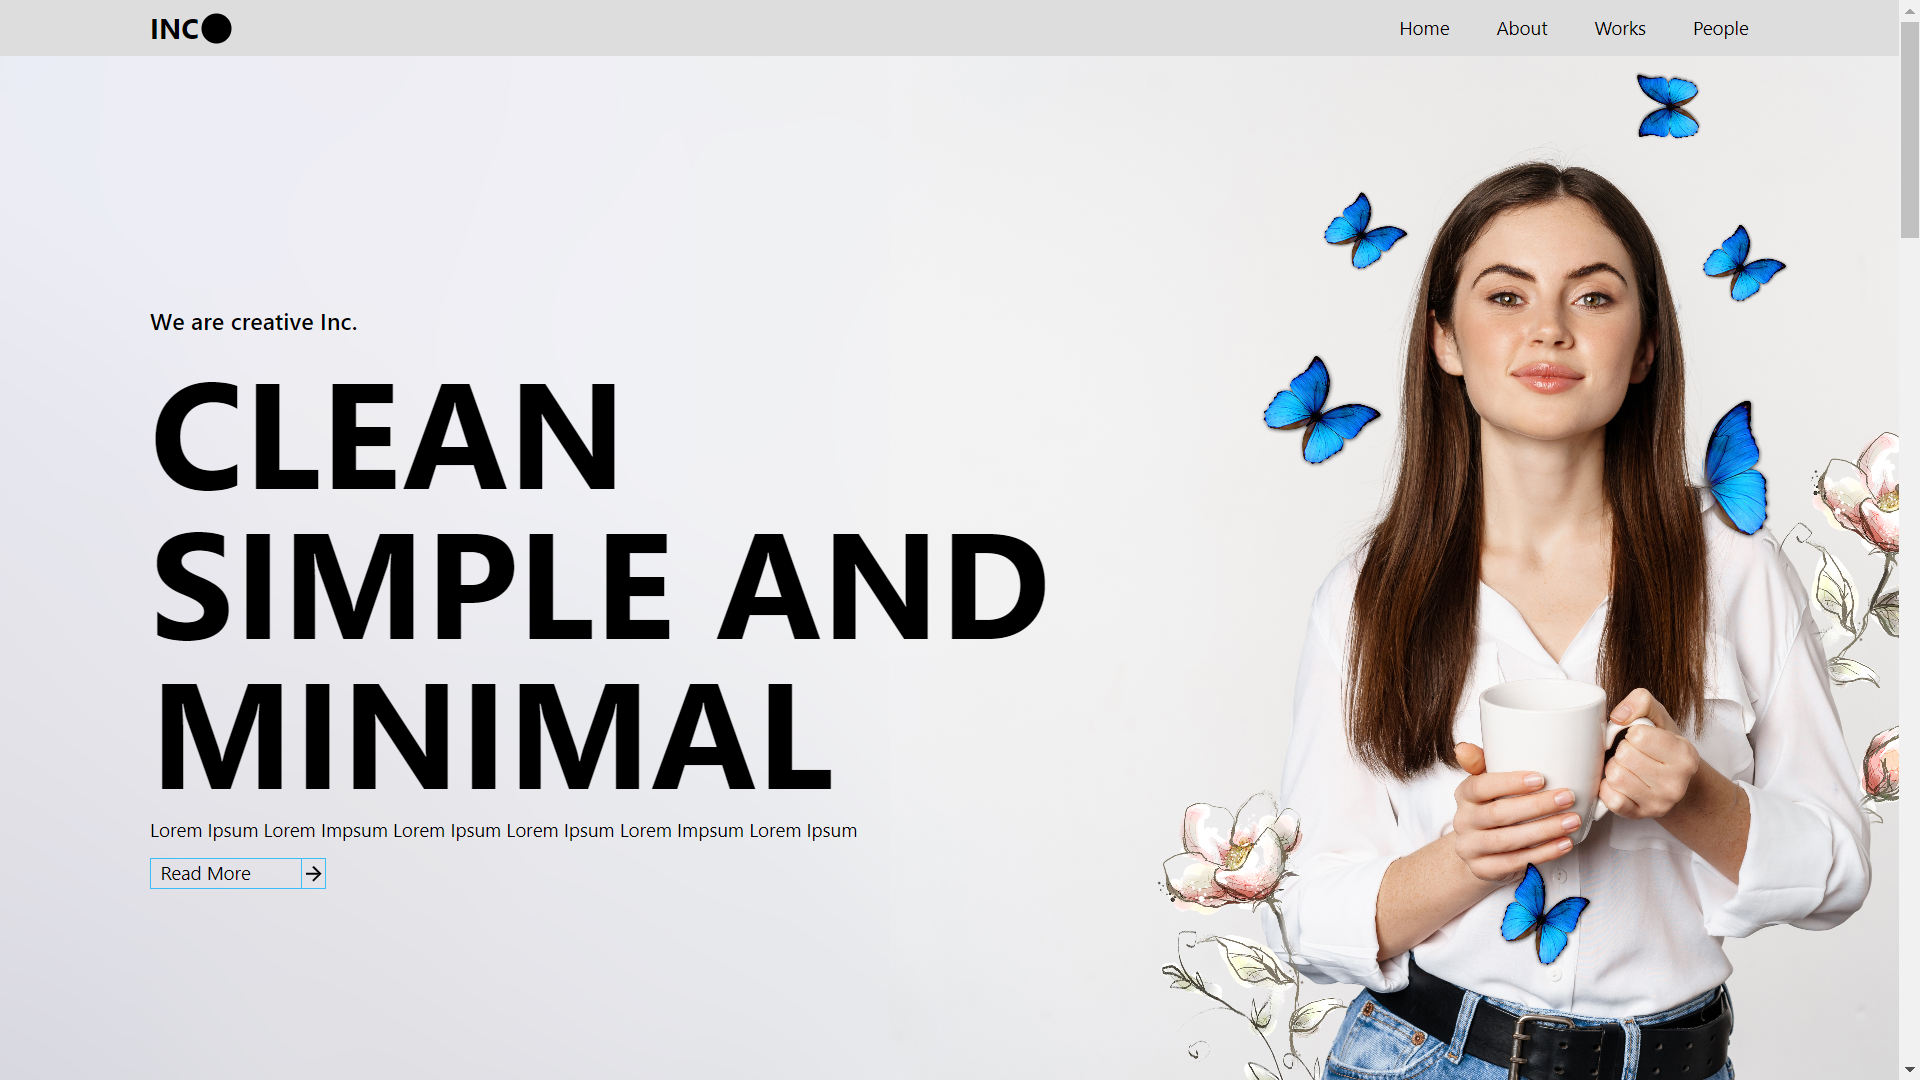 INC
Home
About
Works
People
We are creative Inc.
CLEAN
SIMPLE AND
MINIMAL
Lorem Ipsum Lorem Impsum Lorem Ipsum Lorem Ipsum Lorem Impsum Lorem Ipsum
Read More